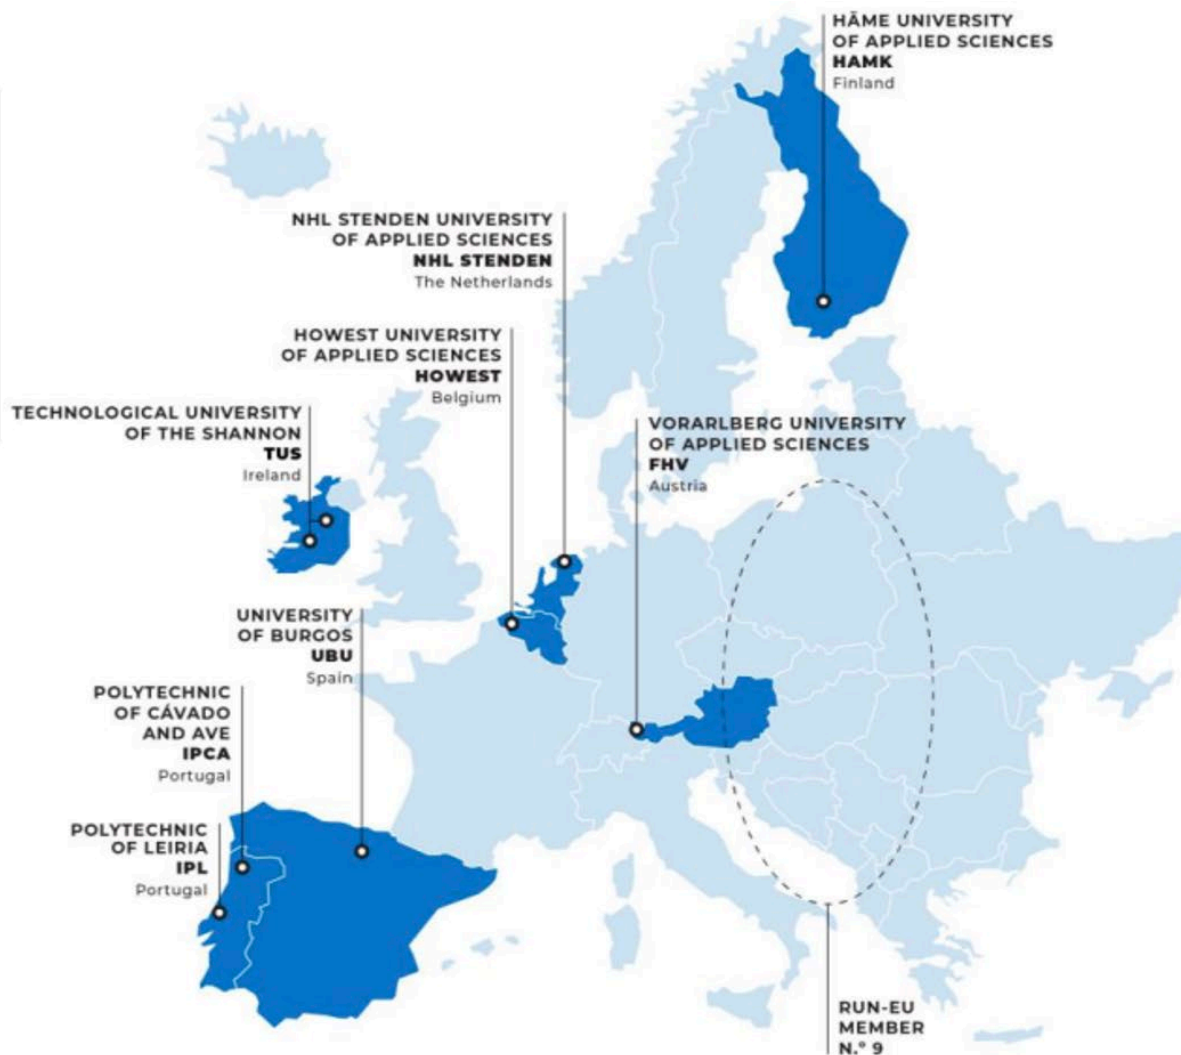 HÄME UNIVERSITY
OF APPLIED SCIENCES
HAMK
Finland
NHL STENDEN UNIVERSITY
OF APPLIED SCIENCES
NHL STENDEN
The Netherlands
HOWEST UNIVERSITY
OF APPLIED SCIENCES
HOWEST
Belgium
TECHNOLOGICAL UNIVERSITY
OF THE SHANNON
TUS
Ireland
VORARLBERG UNIVERSITY
OF APPLIED SCIENCES
FHV
Austria
UNIVERSITY
OF BURGOS
UBU
Spain
POLYTECHNIC
OF CÁVADO
AND AVE
IPCA
Portugal
POLYTECHNIC
OF LEIRIA
IPL
Portugal
RUN-EU
MEMBER
N.º 9